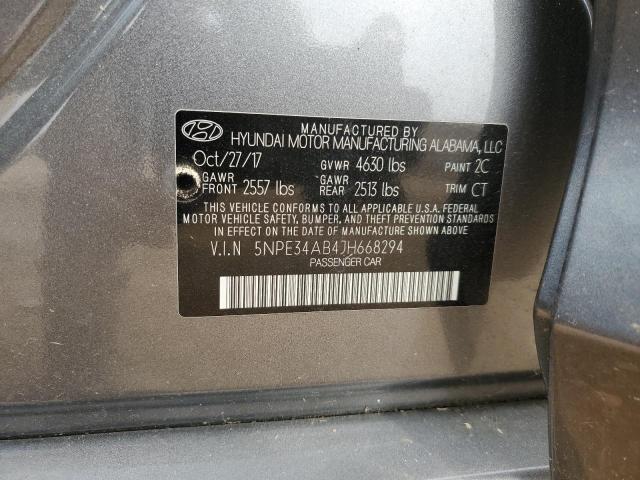 MANUFACTURED BY
HYUNDAI MOTOR MANUFACTURING ALABAMA, LLC
Oct/27/17 GVWR 4630 lbs PAINT 2C
GAWR FRONT 2557 lbs GAWR REAR 2513 lbs TRIM CT
THIS VEHICLE CONFORMS TO ALL APPLICABLE U.S.A. FEDERAL
MOTOR VEHICLE SAFETY, BUMPER, AND THEFT PREVENTION
STANDARDS IN EFFECT ON THE DATE OF MANUFACTURE SHOWN ABOVE.
V.I.N 5NPE34AB4JH668294
PASSENGER CAR